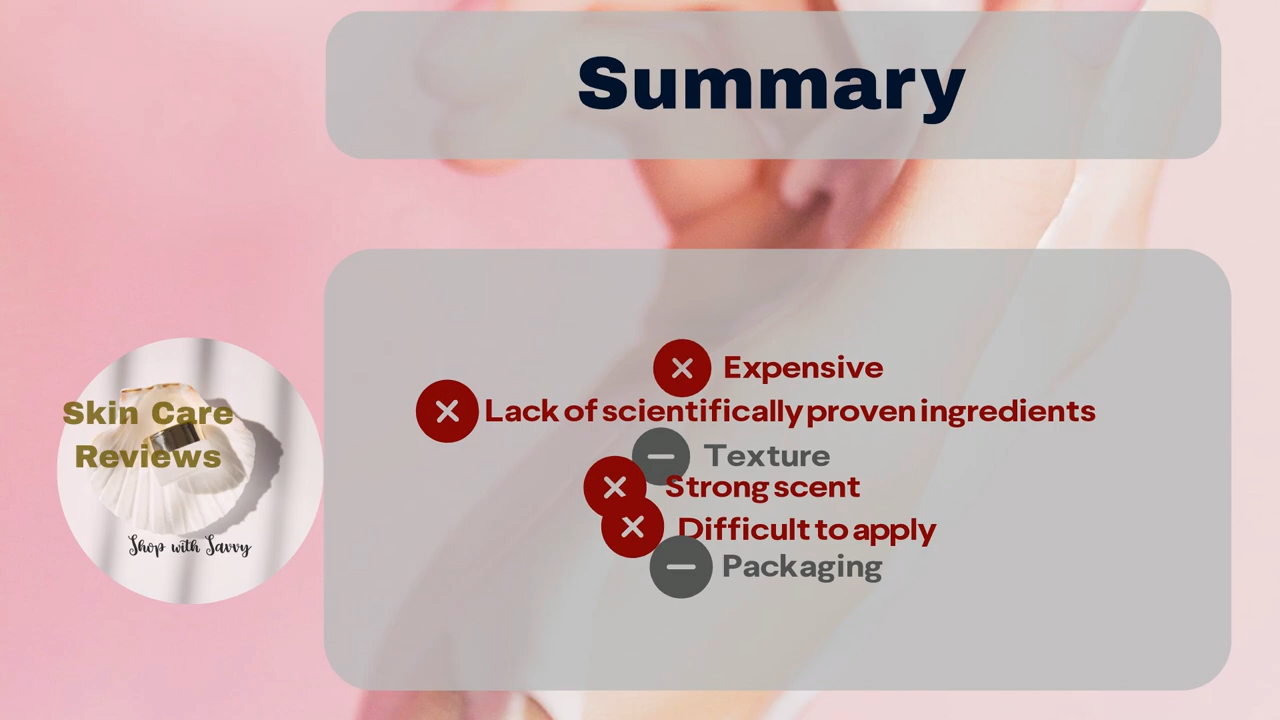 Summary
Expensive
Lack of scientifically proven ingredients
Texture
Strong scent
Difficult to apply
Packaging
Skin Care
Reviews
Shop with Savvy